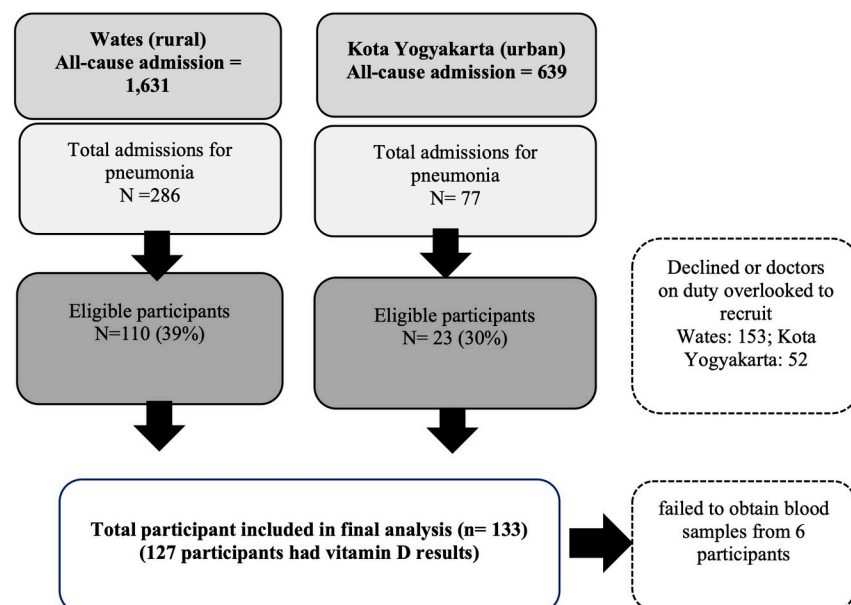 Wates (rural)
All-cause admission =
1,631
Kota Yogyakarta (urban)
All-cause admission = 639
Total admissions for
pneumonia
N =286
Total admissions for
pneumonia
N= 77
Eligible participants
N=110 (39%)
Eligible participants
N= 23 (30%)
Declined or doctors
on duty overlooked to
recruit
Wates: 153; Kota
Yogyakarta: 52
Total participant included in final analysis (n= 133)
(127 participants had vitamin D results)
failed to obtain blood
samples from 6
participants